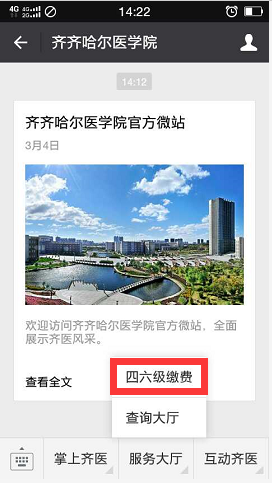 4G 4G 2G 14:22
齐齐哈尔医学院
14:12
齐齐哈尔医学院官方微站
3月4日
欢迎访问齐齐哈尔医学院官方微站，全面
展示齐医风采。
查看全文
四六级缴费
查询大厅
掌上齐医 服务大厅 互动齐医